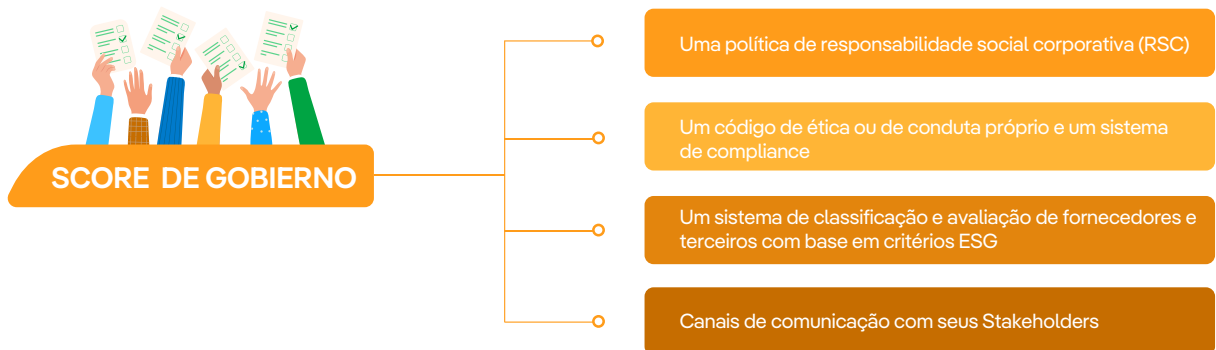 SCORE DE GOBIERNO
Uma política de responsabilidade social corporativa (RSC)
Um código de ética ou de conduta próprio e um sistema
de compliance
Um sistema de classificação e avaliação de fornecedores e
terceiros com base em critérios ESG
Canais de comunicação com seus Stakeholders